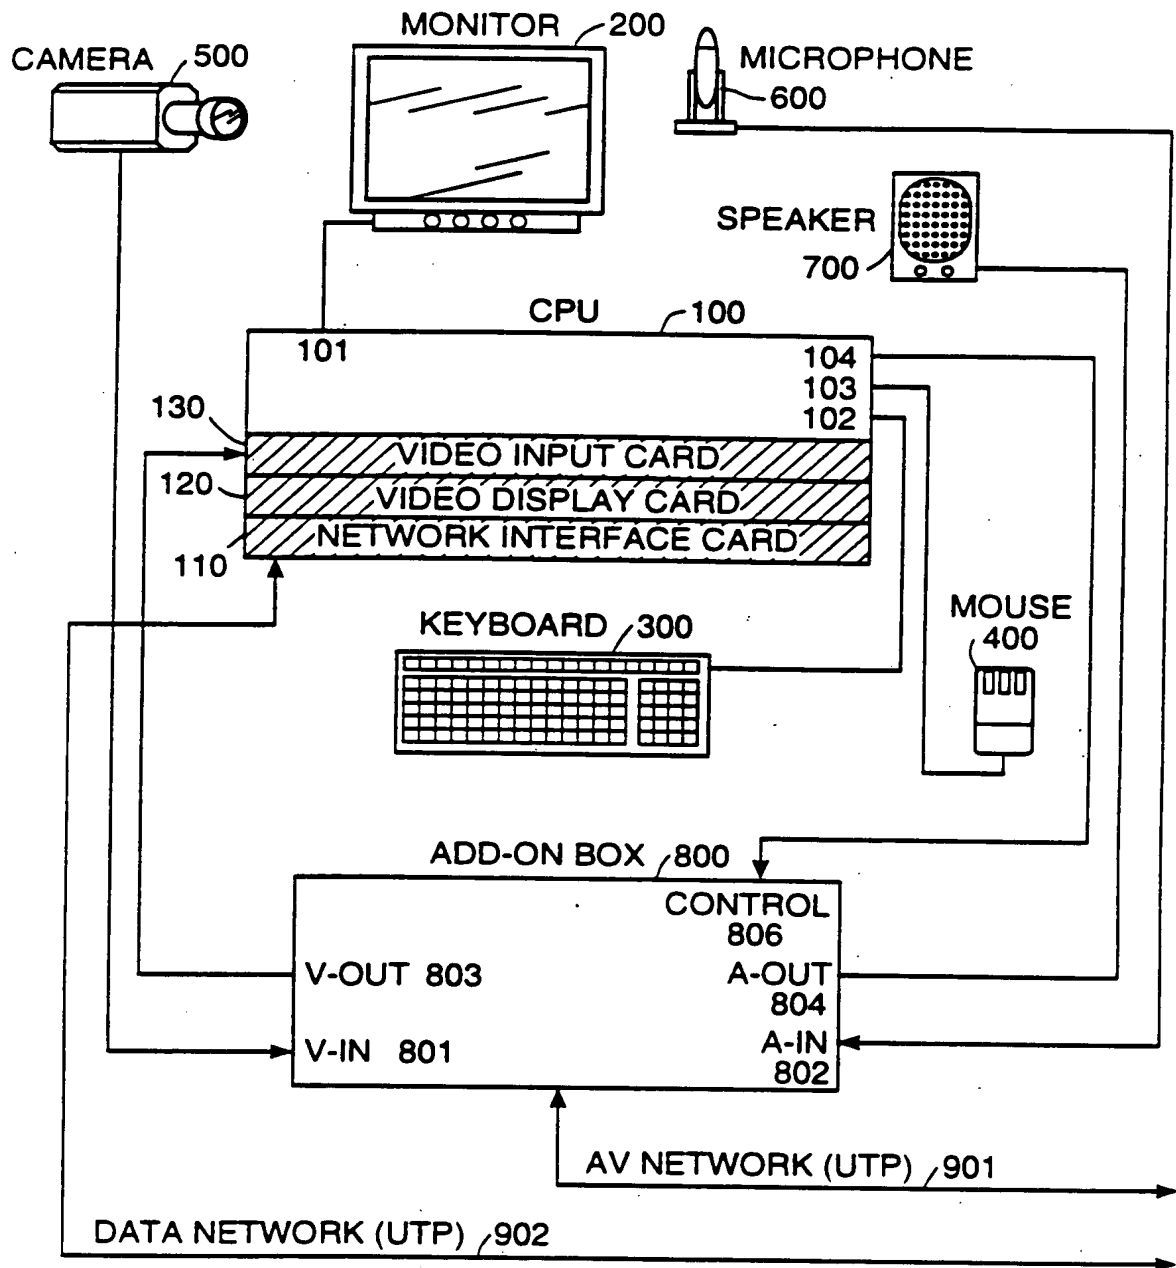 MONITOR 200
CAMERA 500
MICROPHONE
600
SPEAKER
700
CPU 100
101
104
103
102
130
VIDEO INPUT CARD
120
VIDEO DISPLAY CARD
NETWORK INTERFACE CARD
110
MOUSE
400
KEYBOARD 300
ADD-ON BOX 800
CONTROL
806
V-OUT 803
A-OUT
804
V-IN 801
A-IN
802
AV NETWORK (UTP) 901
DATA NETWORK (UTP) 902